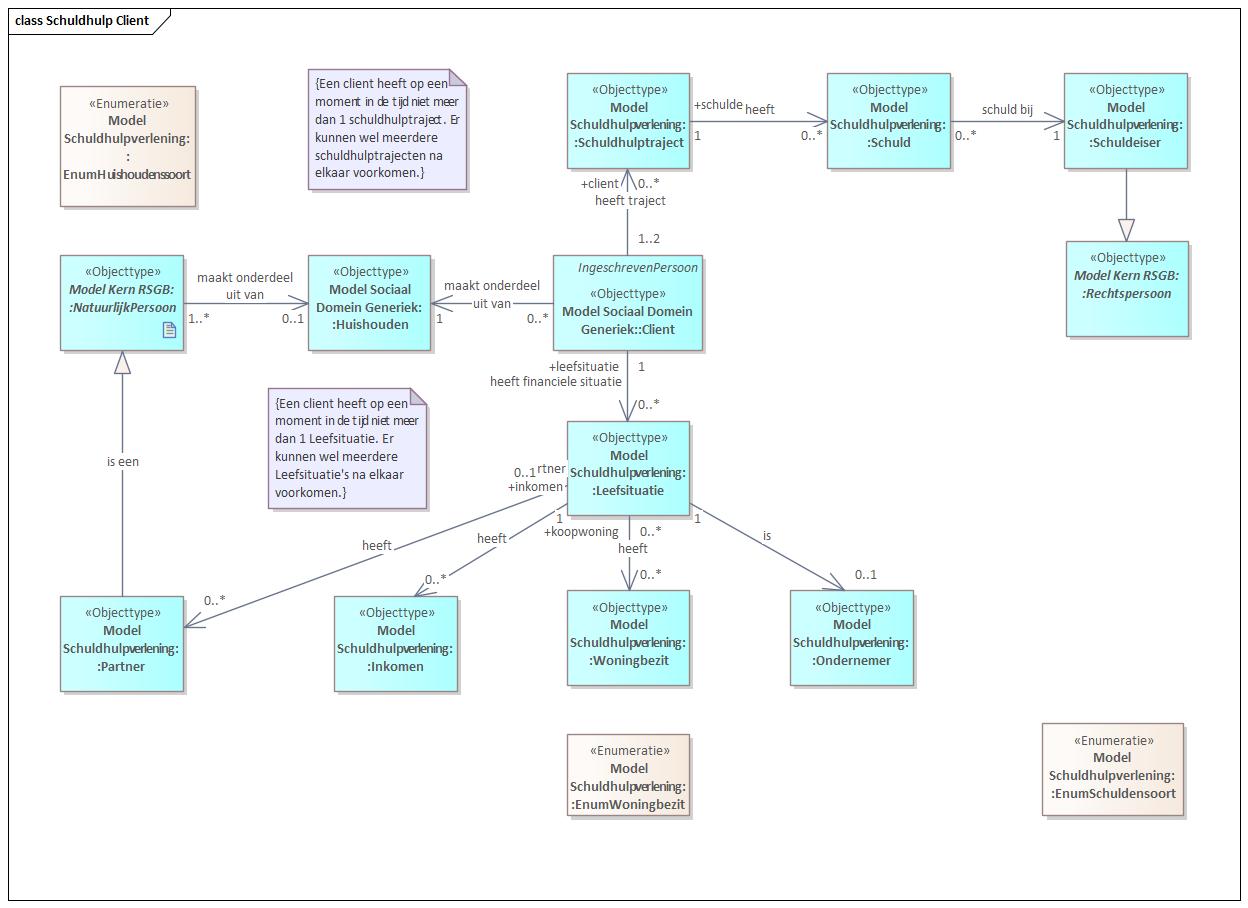 class Schuldhulp Client
«Enumeratie»
Model
Schuldhulpverlening:
:
EnumHuishoudenssoort
{Een client heeft op een
moment in de tijd niet meer
dan 1 schuldhulptraject. Er
kunnen wel meerdere
schuldhulptrajecten na
elkaar voorkomen.}
«Objecttype»
Model
Schuldhulpverlening:
:Schuldhulptraject
+schulde
heeft
1
0..*
«Objecttype»
Model
Schuldhulpverlening:
:Schuld
schuld bij
0..*
1
«Objecttype»
Model
Schuldhulpverlening:
:Schuldeiser
+client
0..*
heeft traject
1..2
«Objecttype»
Model Kern RSGB:
:NatuurlijkPersoon
maakt onderdeel
uit van
1..*
0..1
«Objecttype»
Model Sociaal
Domein Generiek:
:Huishouden
maakt onderdeel
uit van
1
0..*
IngeschrevenPersoon
«Objecttype»
Model Sociaal Domein
Generiek::Client
«Objecttype»
Model Kern RSGB:
:Rechtspersoon
+leefsituatie
1
heeft financiele situatie
0..*
{Een client heeft op een
moment in de tijd niet meer
dan 1 Leefsituatie. Er
kunnen wel meerdere
Leefsituatie's na elkaar
voorkomen.}
«Objecttype»
Model
Schuldhulpverlening:
:Leefsituatie
is een
0..1
rtner
+inkomen
1
+koopwoning
0..*
1
heeft
heeft
heeft
is
0..*
0..*
0..*
0..1
«Objecttype»
Model
Schuldhulpverlening:
:Partner
«Objecttype»
Model
Schuldhulpverlening:
:Inkomen
«Objecttype»
Model
Schuldhulpverlening:
:Woningbezit
«Objecttype»
Model
Schuldhulpverlening:
:Ondernemer
«Enumeratie»
Model
Schuldhulpverlening:
:EnumWoningbezit
«Enumeratie»
Model
Schuldhulpverlening:
:EnumSchuldensoort